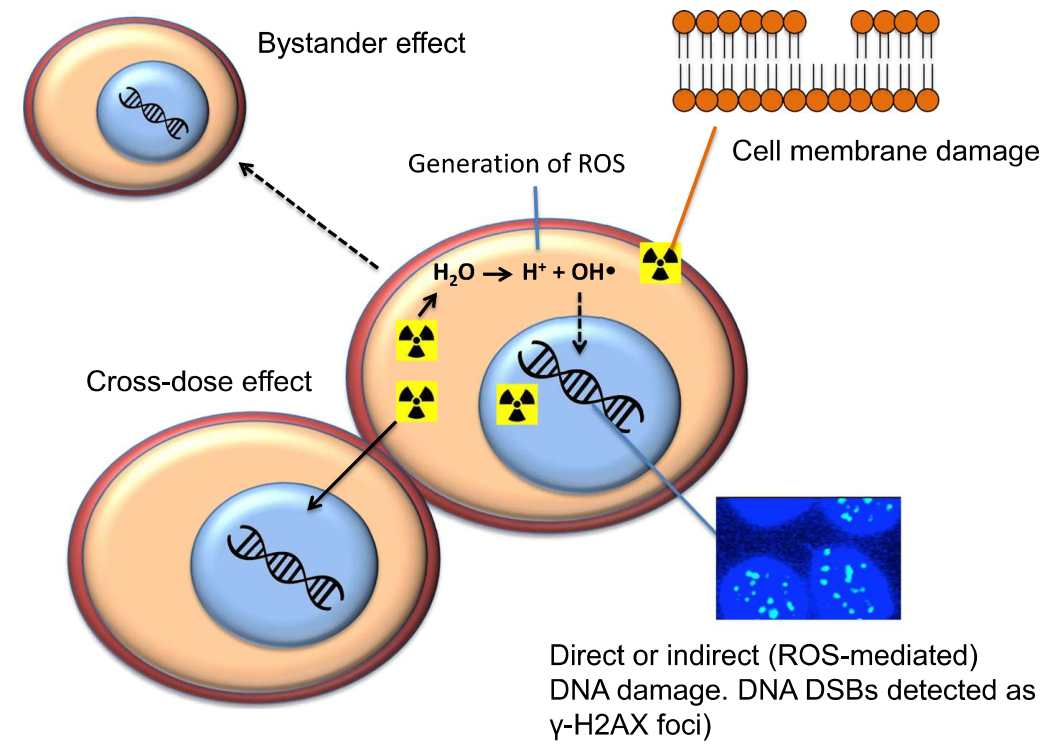 Bystander effect
Cell membrane damage
Generation of ROS
H₂O → H⁺ + OH•
Cross-dose effect
Direct or indirect (ROS-mediated)
DNA damage. DNA DSBs detected as
γ-H2AX foci)